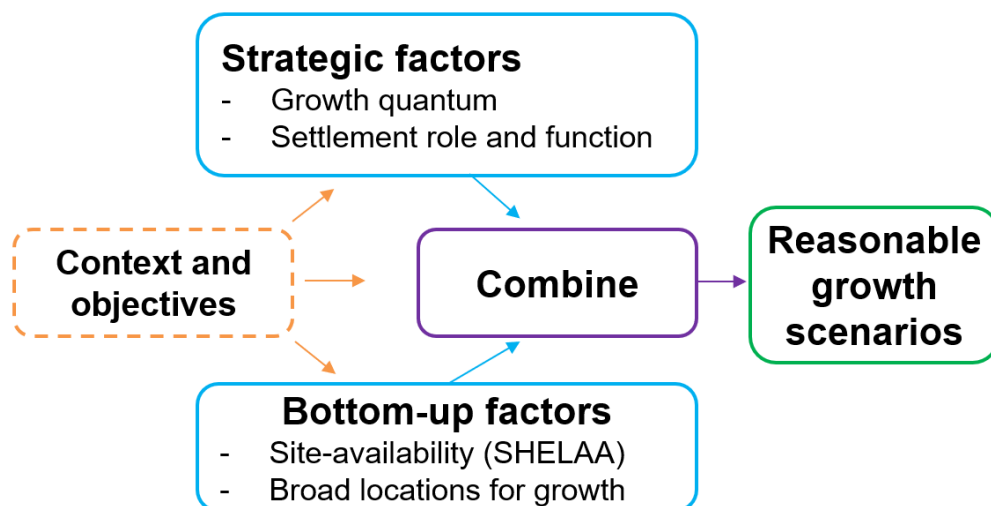 Strategic factors
- Growth quantum
- Settlement role and function
Context and
objectives
Combine
Reasonable
growth
scenarios
Bottom-up factors
- Site-availability (SHELAA)
- Broad locations for growth